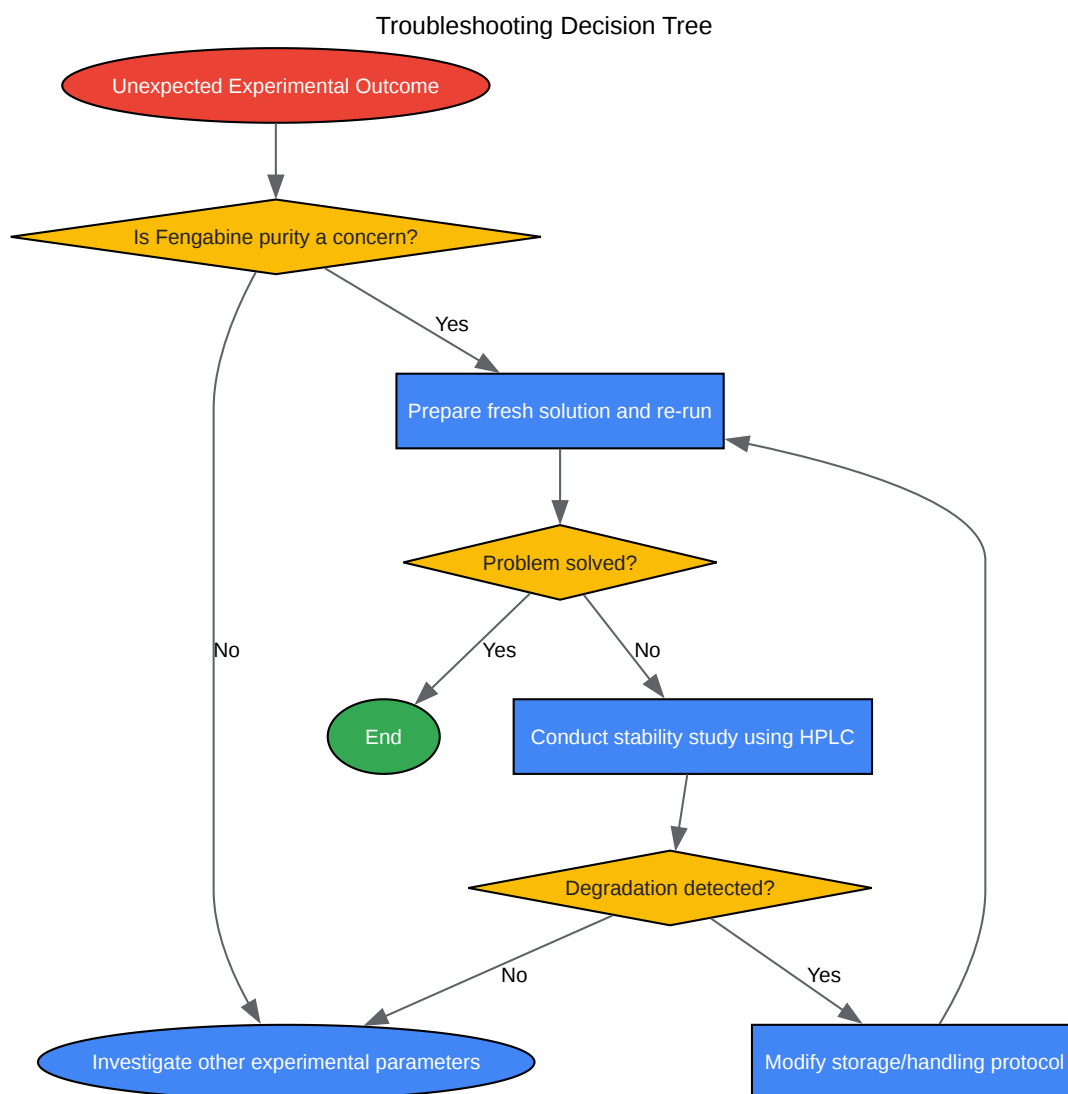 Troubleshooting Decision Tree
Unexpected Experimental Outcome
Is Fengabine purity a concern?
Yes
Prepare fresh solution and re-run
Problem solved?
No
Yes
No
End
Conduct stability study using HPLC
Degradation detected?
No
Yes
Investigate other experimental parameters
Modify storage/handling protocol